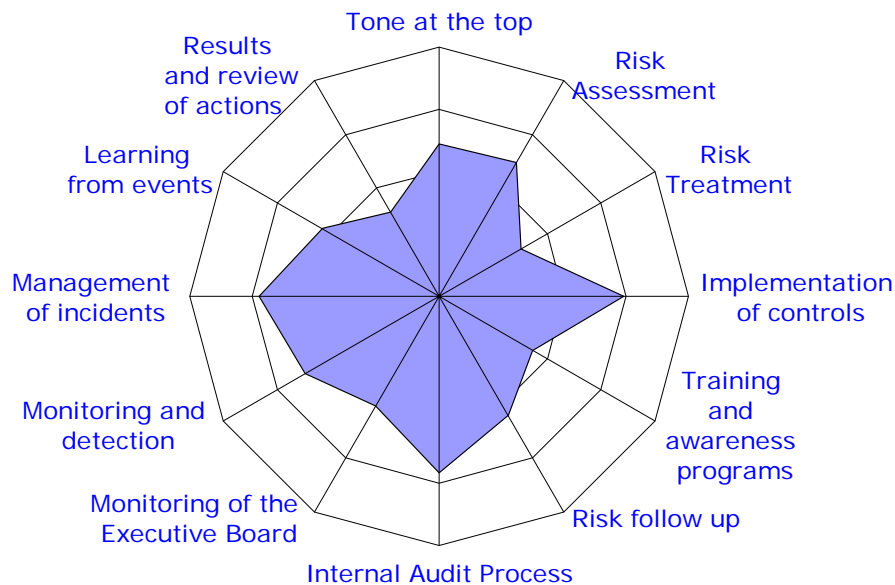 Tone at the top
Risk
Assessment
Risk
Treatment
Implementation
of controls
Training
and
awareness
programs
Risk follow up
Internal Audit Process
Monitoring of the
Executive Board
Monitoring and
detection
Management
of incidents
Learning
from events
Results
and review
of actions